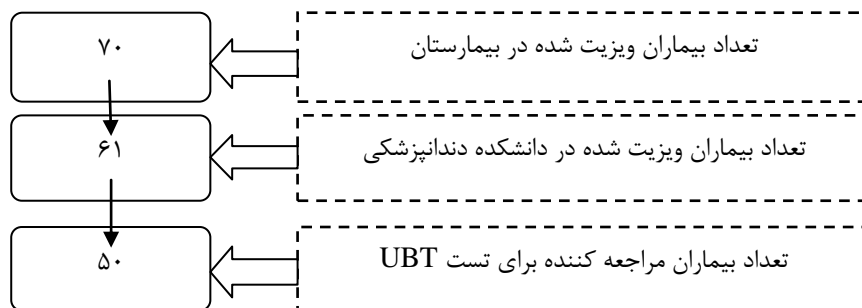 تعداد بیماران ویزیت شده در بیمارستان
۷۰
تعداد بیماران ویزیت شده در دانشکده دندانپزشکی
۶۱
تعداد بیماران مراجعه کننده برای تست UBT
۵۰